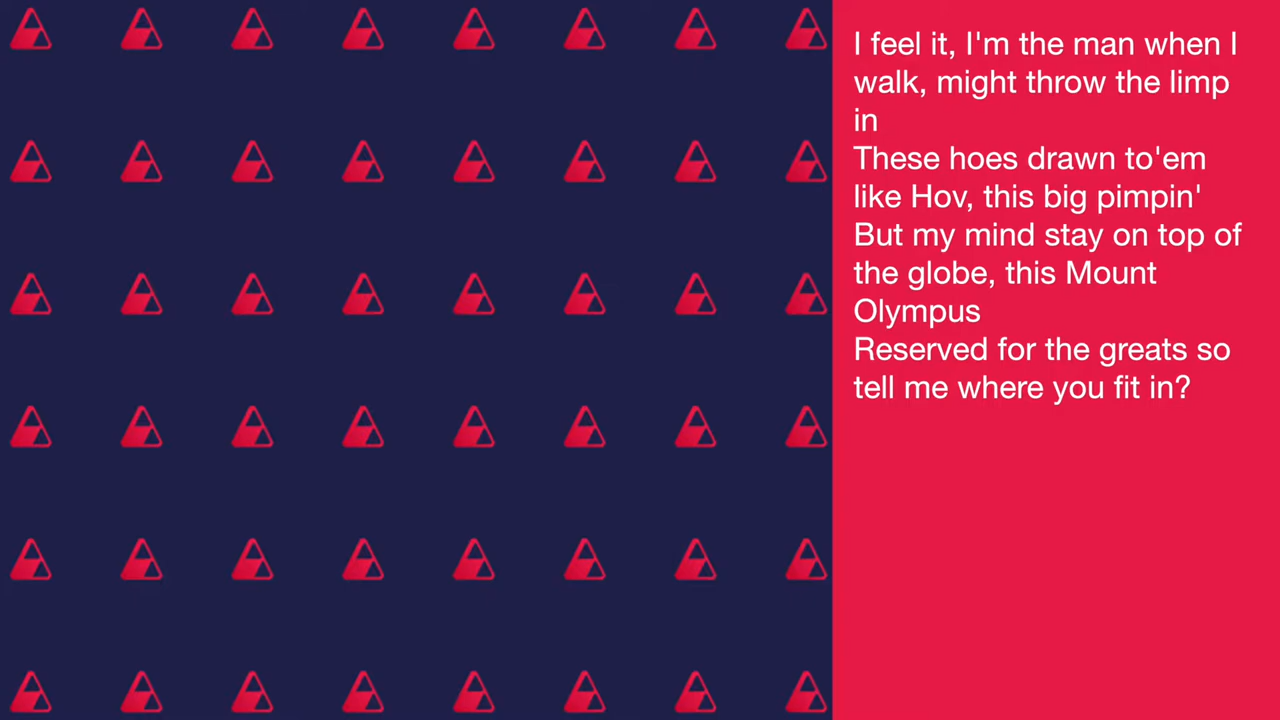 I feel it, I'm the man when I
walk, might throw the limp
in
These hoes drawn to'em
like Hov, this big pimpin'
But my mind stay on top of
the globe, this Mount
Olympus
Reserved for the greats so
tell me where you fit in?